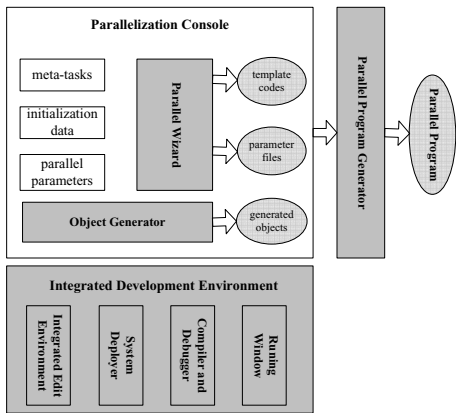 Parallelization Console
meta-tasks
initialization
data
parallel
parameters
Parallel Wizard
template
codes
parameter
files
Object Generator
generated
objects
Parallel Program Generator
Parallel Program
Integrated Development Environment
Integrated Edit
Environment
System
Deployer
Compiler and
Debugger
Runing
Window